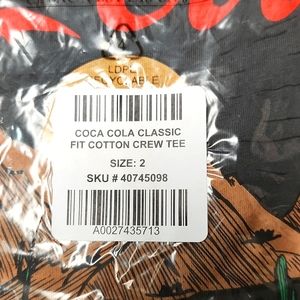 LDPE
RECYCLABLE
COCA COLA CLASSIC
FIT COTTON CREW TEE
SIZE: 2
SKU # 40745098
A0027435713